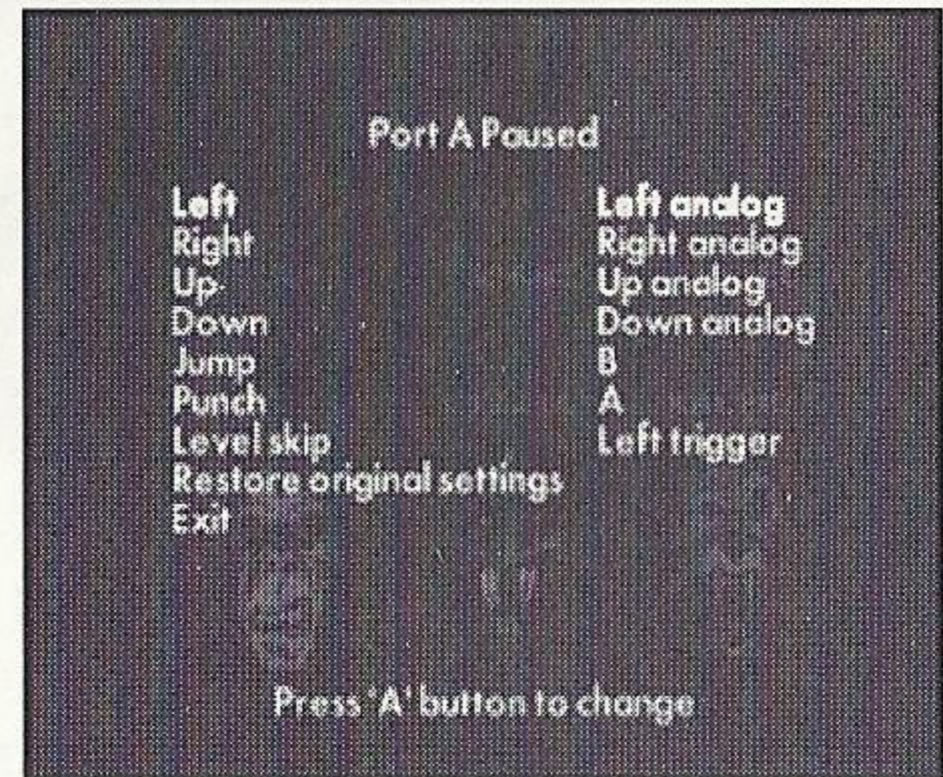 Port A Paused
Left Left analog
Right Right analog
Up Up analog
Down Down analog
Jump B
Punch A
Level skip Left trigger
Restore original settings
Exit
Press 'A' button to change